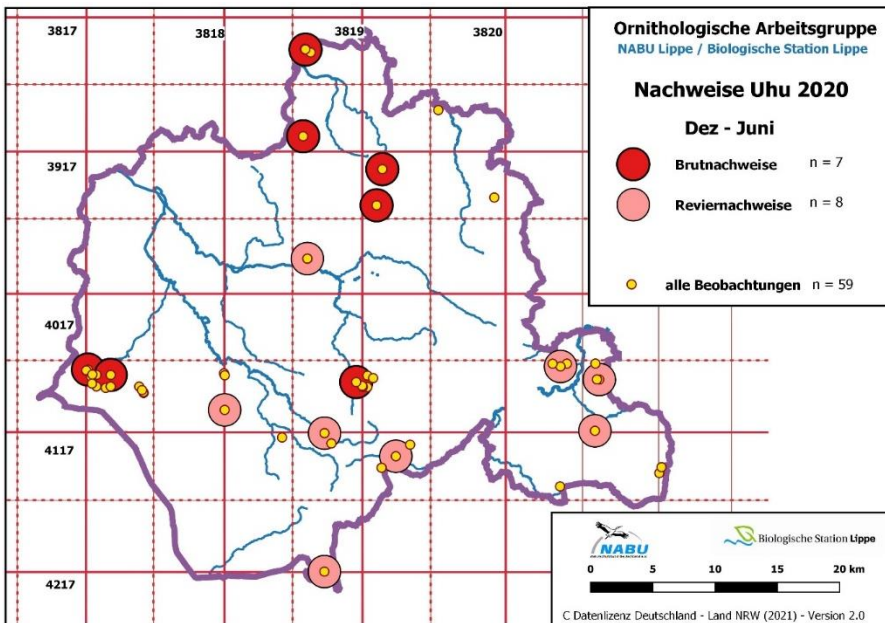 3817
3818
3819
3820
3917
4017
4117
4217
Ornithologische Arbeitsgruppe
NABU Lippe / Biologische Station Lippe
Nachweise Uhu 2020
Dez - Juni
Brutnachweise n = 7
Reviernachweise n = 8
alle Beobachtungen n = 59
NABU
Biologische Station Lippe
0 5 10 15 20 km
C Datenlizenz Deutschland - Land NRW (2021) - Version 2.0